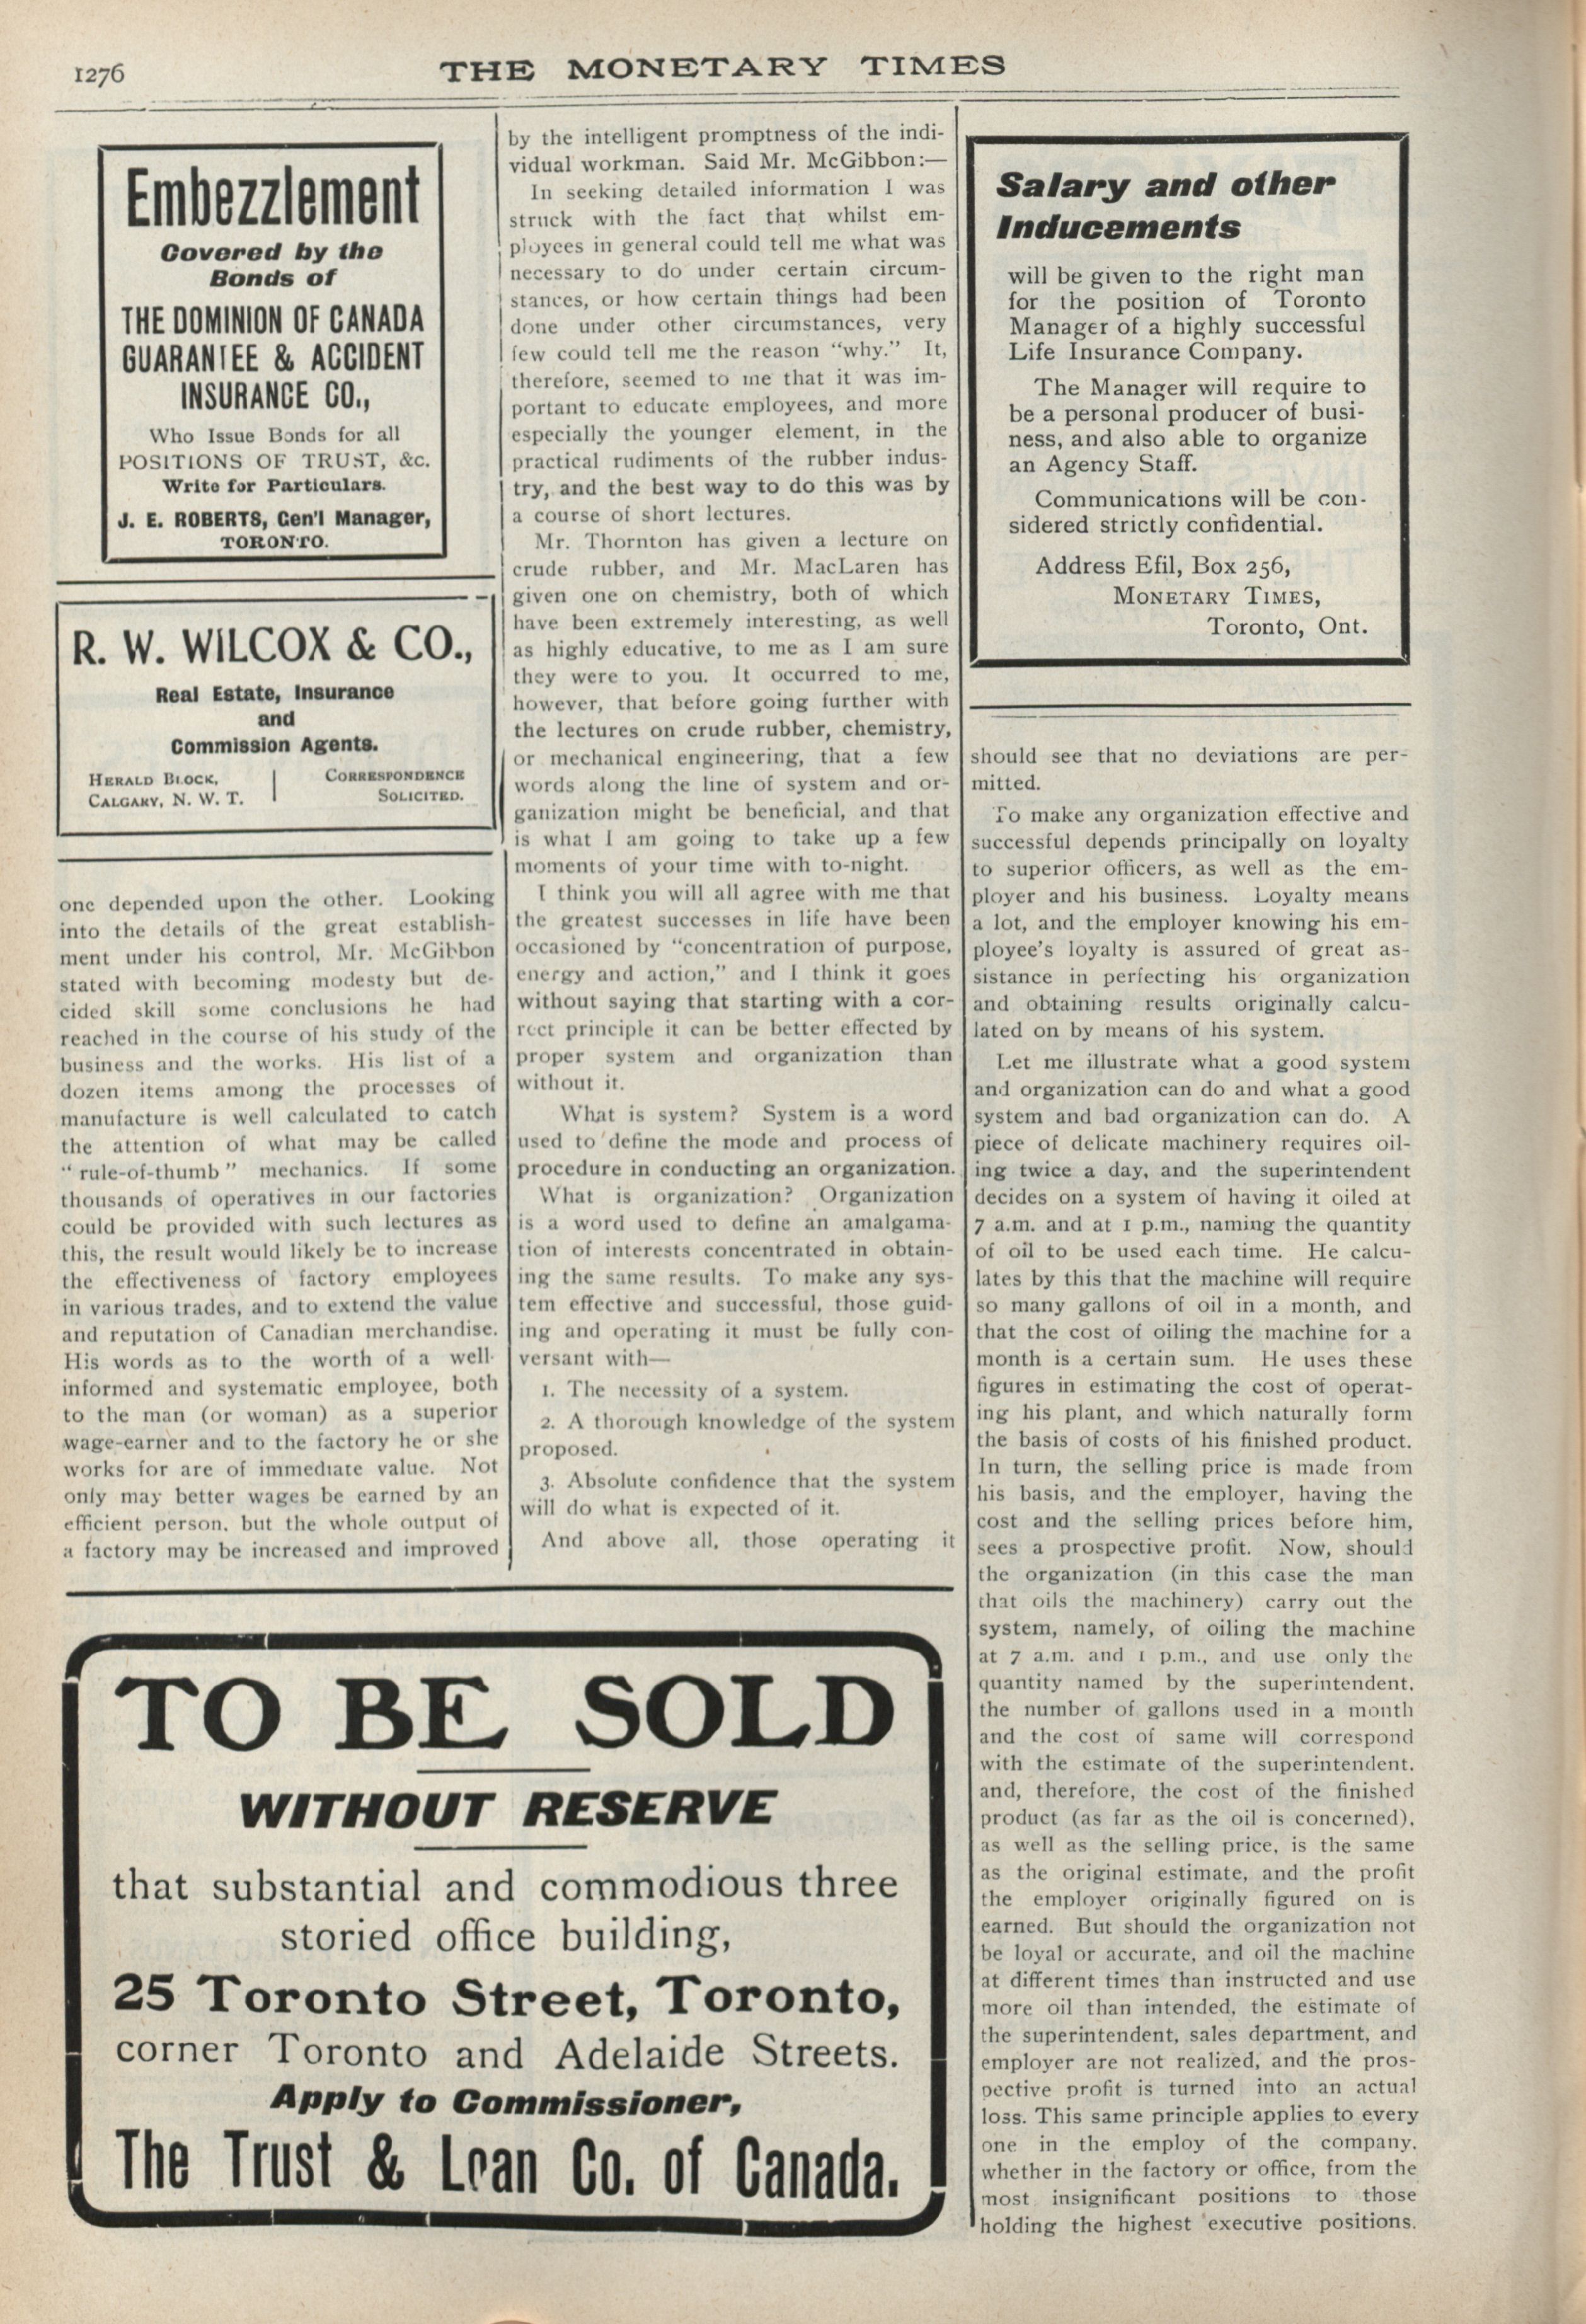 1276
THE MONETARY TIMES
Embezzlement
Covered by the
Bonds of
THE DOMINION OF CANADA
GUARANTEE & ACCIDENT
INSURANCE CO.,
Who Issue Bonds for all
POSITIONS OF TRUST, &c.
Write for Particulars.
J. E. ROBERTS, Gen'l Manager,
TORONTO.
R. W. WILCOX & CO.,
Real Estate, Insurance
and
Commission Agents.
HERALD BLOCK,
CALGARY, N. W. T.
CORRESPONDENCE
SOLICITED.
one depended upon the other. Looking
into the details of the great establish-
ment under his control, Mr. McGibbon
stated with becoming modesty but de-
cided skill some conclusions he had
reached in the course of his study of the
business and the works. His list of a
dozen items among the processes of
manufacture is well calculated to catch
the attention of what may be called
"rule-of-thumb" mechanics. If some
thousands of operatives in our factories
could be provided with such lectures as
this, the result would likely be to increase
the effectiveness of factory employees
in various trades, and to extend the value
and reputation of Canadian merchandise.
His words as to the worth of a well-
informed and systematic employee, both
to the man (or woman) as a superior
wage-earner and to the factory he or she
works for are of immediate value. Not
only may better wages be earned by an
efficient person, but the whole output of
a factory may be increased and improved
by the intelligent promptness of the indi-
vidual workman. Said Mr. McGibbon:—
In seeking detailed information I was
struck with the fact that whilst em-
ployees in general could tell me what was
necessary to do under certain circum-
stances, or how certain things had been
done under other circumstances, very
few could tell me the reason "why." It,
therefore, seemed to me that it was im-
portant to educate employees, and more
especially the younger element, in the
practical rudiments of the rubber indus-
try, and the best way to do this was by
a course of short lectures.
Mr. Thornton has given a lecture on
crude rubber, and Mr. MacLaren has
given one on chemistry, both of which
have been extremely interesting, as well
as highly educative, to me as I am sure
they were to you. It occurred to me,
however, that before going further with
the lectures on crude rubber, chemistry,
or mechanical engineering, that a few
words along the line of system and or-
ganization might be beneficial, and that
is what I am going to take up a few
moments of your time with to-night.
I think you will all agree with me that
the greatest successes in life have been
occasioned by "concentration of purpose,
energy and action," and I think it goes
without saying that starting with a cor-
rect principle it can be better effected by
proper system and organization than
without it.
What is system? System is a word
used to define the mode and process of
procedure in conducting an organization.
What is organization? Organization
is a word used to define an amalgama-
tion of interests concentrated in obtain-
ing the same results. To make any sys-
tem effective and successful, those guid-
ing and operating it must be fully con-
versant with—
1. The necessity of a system.
2. A thorough knowledge of the system
proposed.
3. Absolute confidence that the system
will do what is expected of it.
And above all, those operating it
Salary and other
Inducements
will be given to the right man
for the position of Toronto
Manager of a highly successful
Life Insurance Company.
The Manager will require to
be a personal producer of busi-
ness, and also able to organize
an Agency Staff.
Communications will be con-
sidered strictly confidential.
Address Efil, Box 256,
MONETARY TIMES,
Toronto, Ont.
should see that no deviations are per-
mitted.
To make any organization effective and
successful depends principally on loyalty
to superior officers, as well as the em-
ployer and his business. Loyalty means
a lot, and the employer knowing his em-
ployee's loyalty is assured of great as-
sistance in perfecting his organization
and obtaining results originally calcu-
lated on by means of his system.
Let me illustrate what a good system
and organization can do and what a good
system and bad organization can do. A
piece of delicate machinery requires oil-
ing twice a day, and the superintendent
decides on a system of having it oiled at
7 a.m. and at 1 p.m., naming the quantity
of oil to be used each time. He calcu-
lates by this that the machine will require
so many gallons of oil in a month, and
that the cost of oiling the machine for a
month is a certain sum. He uses these
figures in estimating the cost of operat-
ing his plant, and which naturally form
the basis of costs of his finished product.
In turn, the selling price is made from
his basis, and the employer, having the
cost and the selling prices before him,
sees a prospective profit. Now, should
the organization (in this case the man
that oils the machinery) carry out the
system, namely, of oiling the machine
at 7 a.m. and 1 p.m., and use only the
quantity named by the superintendent,
the number of gallons used in a month
and the cost of same will correspond
with the estimate of the superintendent,
and, therefore, the cost of the finished
product (as far as the oil is concerned),
as well as the selling price, is the same
as the original estimate, and the profit
the employer originally figured on is
earned. But should the organization not
be loyal or accurate, and oil the machine
at different times than instructed and use
more oil than intended, the estimate of
the superintendent, sales department, and
employer are not realized, and the pros-
pective profit is turned into an actual
loss. This same principle applies to every
one in the employ of the company,
whether in the factory or office, from the
most insignificant positions to those
holding the highest executive positions.
TO BE SOLD
WITHOUT RESERVE
that substantial and commodious three
storied office building,
25 Toronto Street, Toronto,
corner Toronto and Adelaide Streets.
Apply to Commissioner,
The Trust & Loan Co. of Canada.